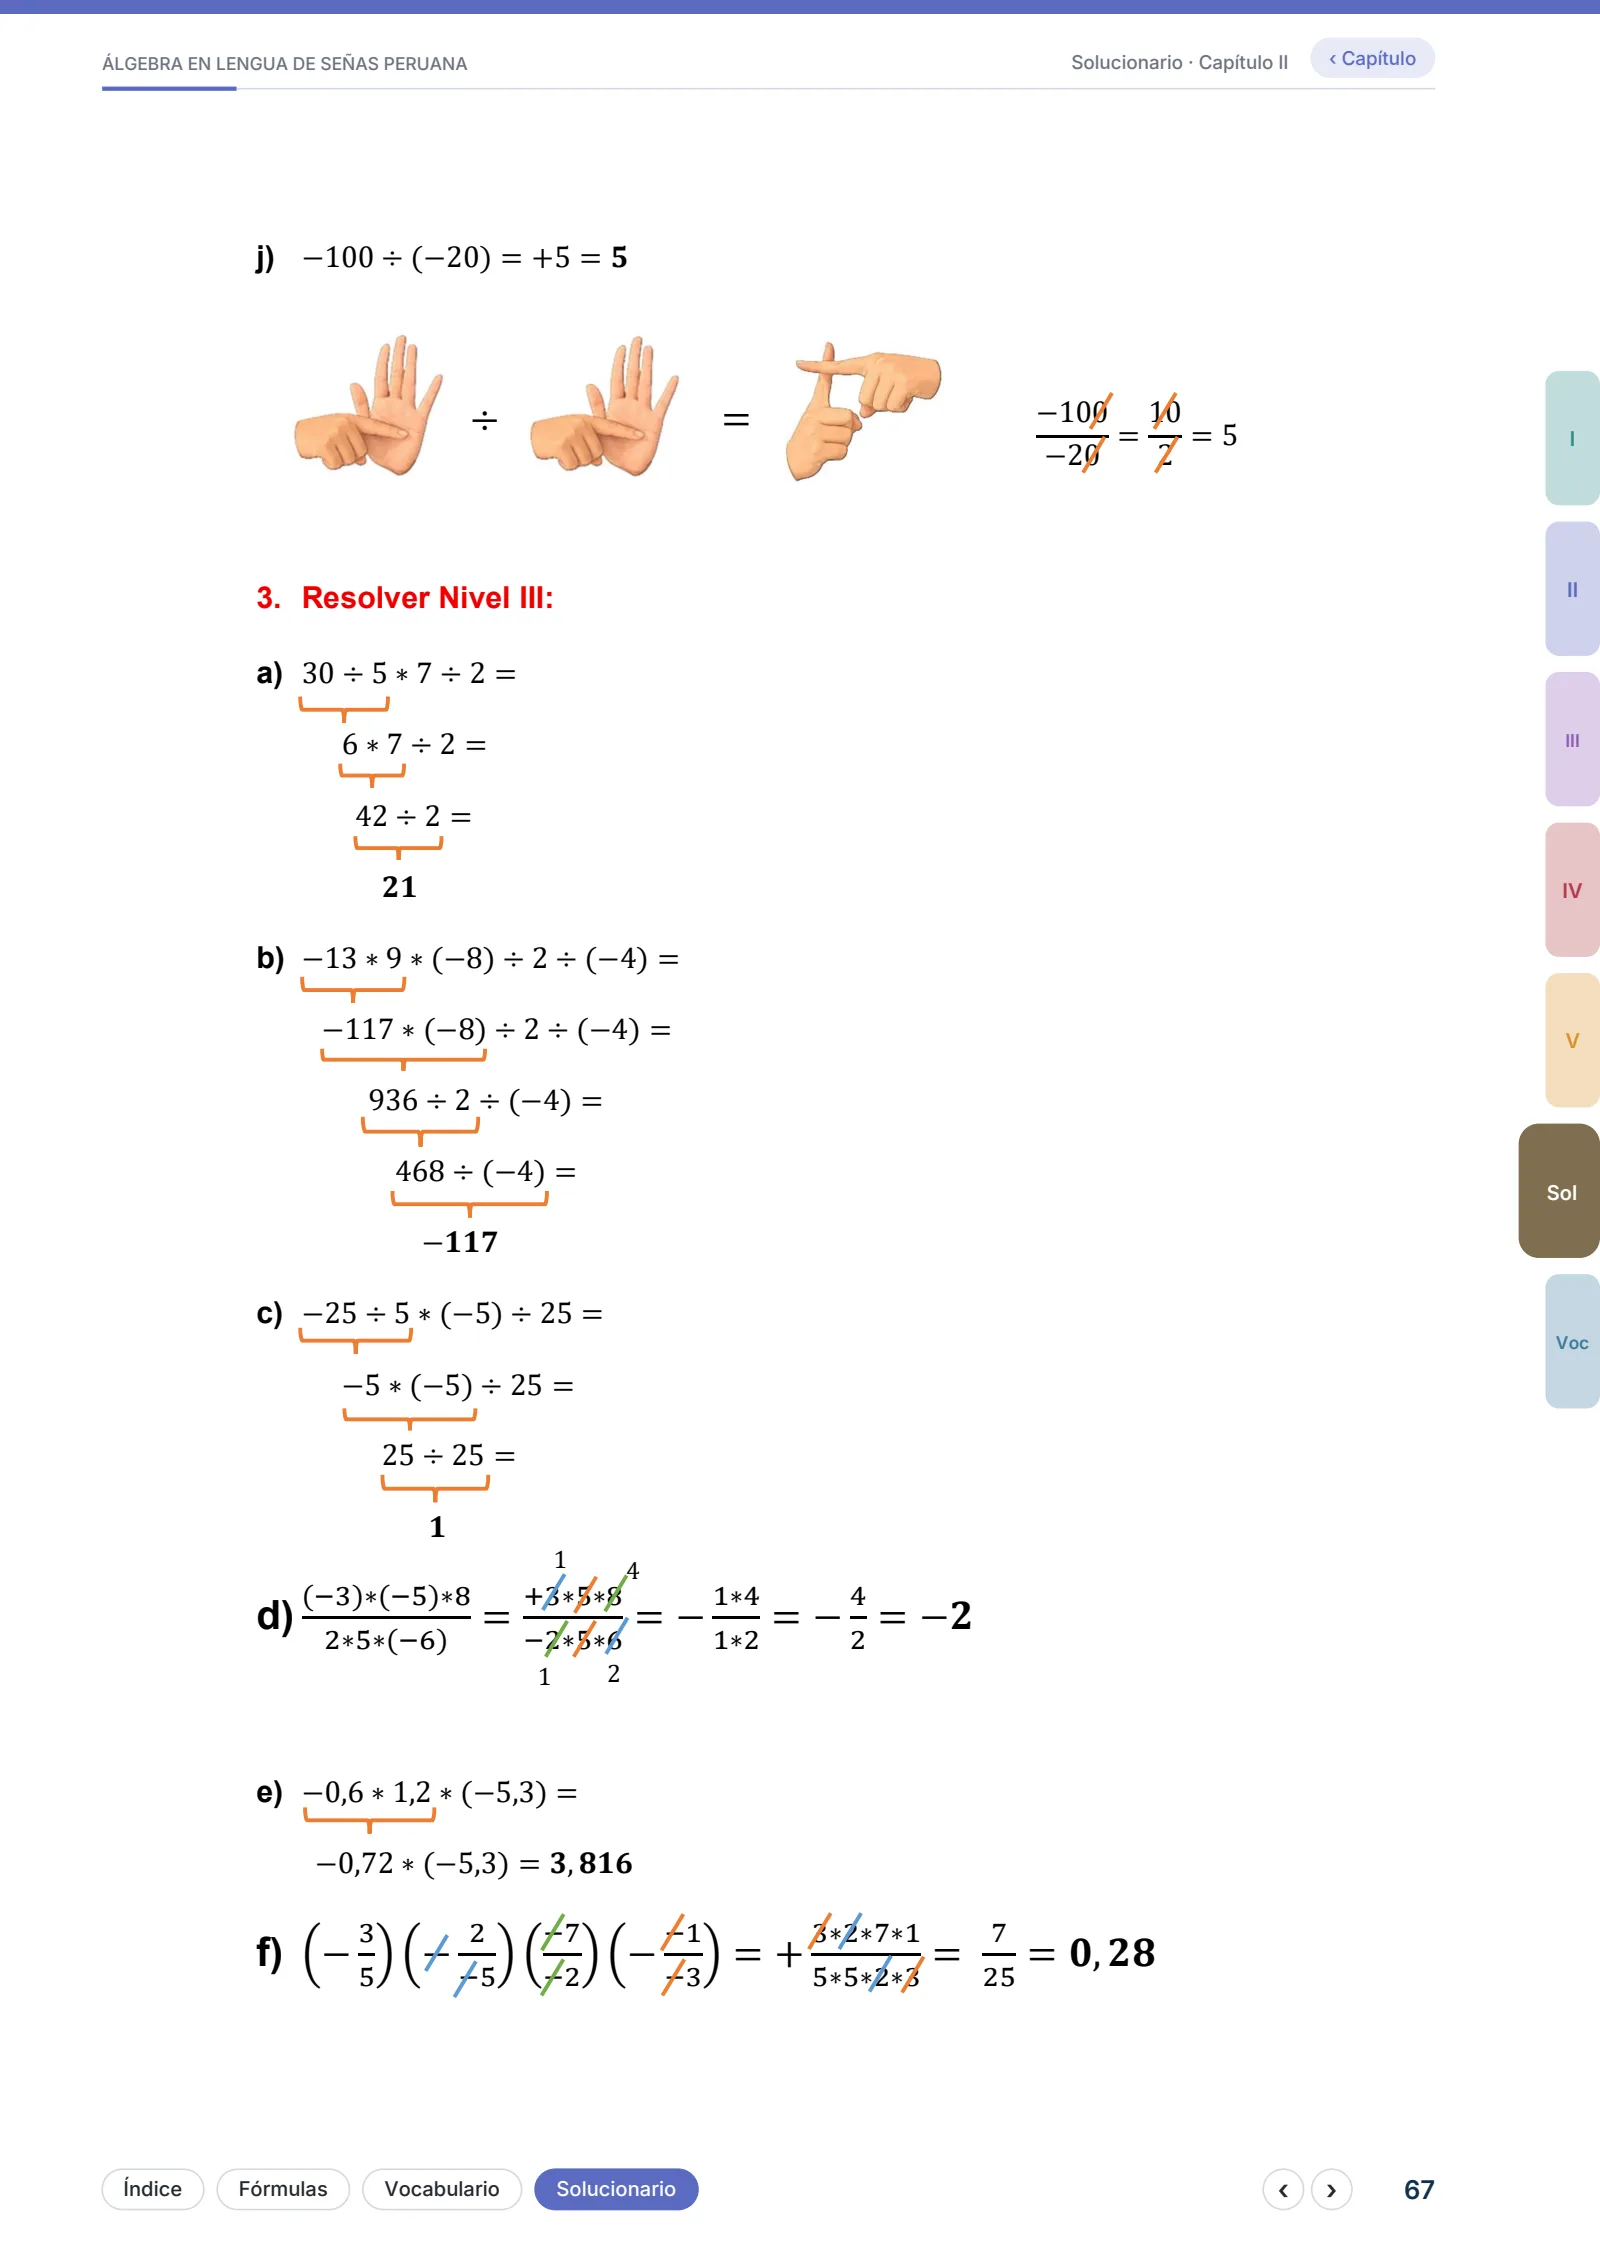 ÁLGEBRA EN LENGUA DE SEÑAS PERUANA
Solucionario · Capítulo II ‹ Capítulo
j) −100 ÷ (−20) = +5 = 5
÷ = −100/−20 = 10/2 = 5
3. Resolver Nivel III:
a) 30 ÷ 5 ∗ 7 ÷ 2 =
6 ∗ 7 ÷ 2 =
42 ÷ 2 =
21
b) −13 ∗ 9 ∗ (−8) ÷ 2 ÷ (−4) =
−117 ∗ (−8) ÷ 2 ÷ (−4) =
936 ÷ 2 ÷ (−4) =
468 ÷ (−4) =
−117
c) −25 ÷ 5 ∗ (−5) ÷ 25 =
−5 ∗ (−5) ÷ 25 =
25 ÷ 25 =
1
1 4
d) (−3)∗(−5)∗8/2∗5∗(−6) = +3∗5∗8/−2∗5∗6 = − 1∗4/1∗2 = − 4/2 = −2
1 2
e) −0,6 ∗ 1,2 ∗ (−5,3) =
−0,72 ∗ (−5,3) = 3,816
f) (− 3/5) (− 2/−5) (−7/−2) (− −1/−3) = + 3∗2∗7∗1/5∗5∗2∗3 = 7/25 = 0,28
I
II
III
IV
V
Sol
Voc
Índice Fórmulas Vocabulario Solucionario ‹ › 67